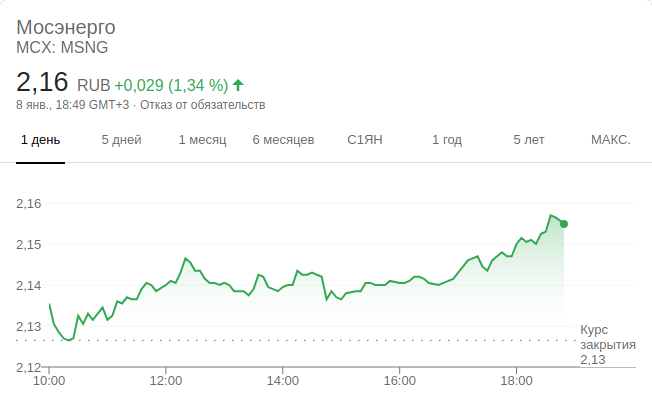 Мосэнерго
MCX: MSNG
2,16 RUB +0,029 (1,34 %)
8 янв., 18:49 GMT+3 · Отказ от обязательств
1 день 5 дней 1 месяц 6 месяцев С1ЯН 1 год 5 лет МАКС.
2,16
2,15
2,14
2,13
2,12
Курс
закрытия
2,13
10:00 12:00 14:00 16:00 18:00